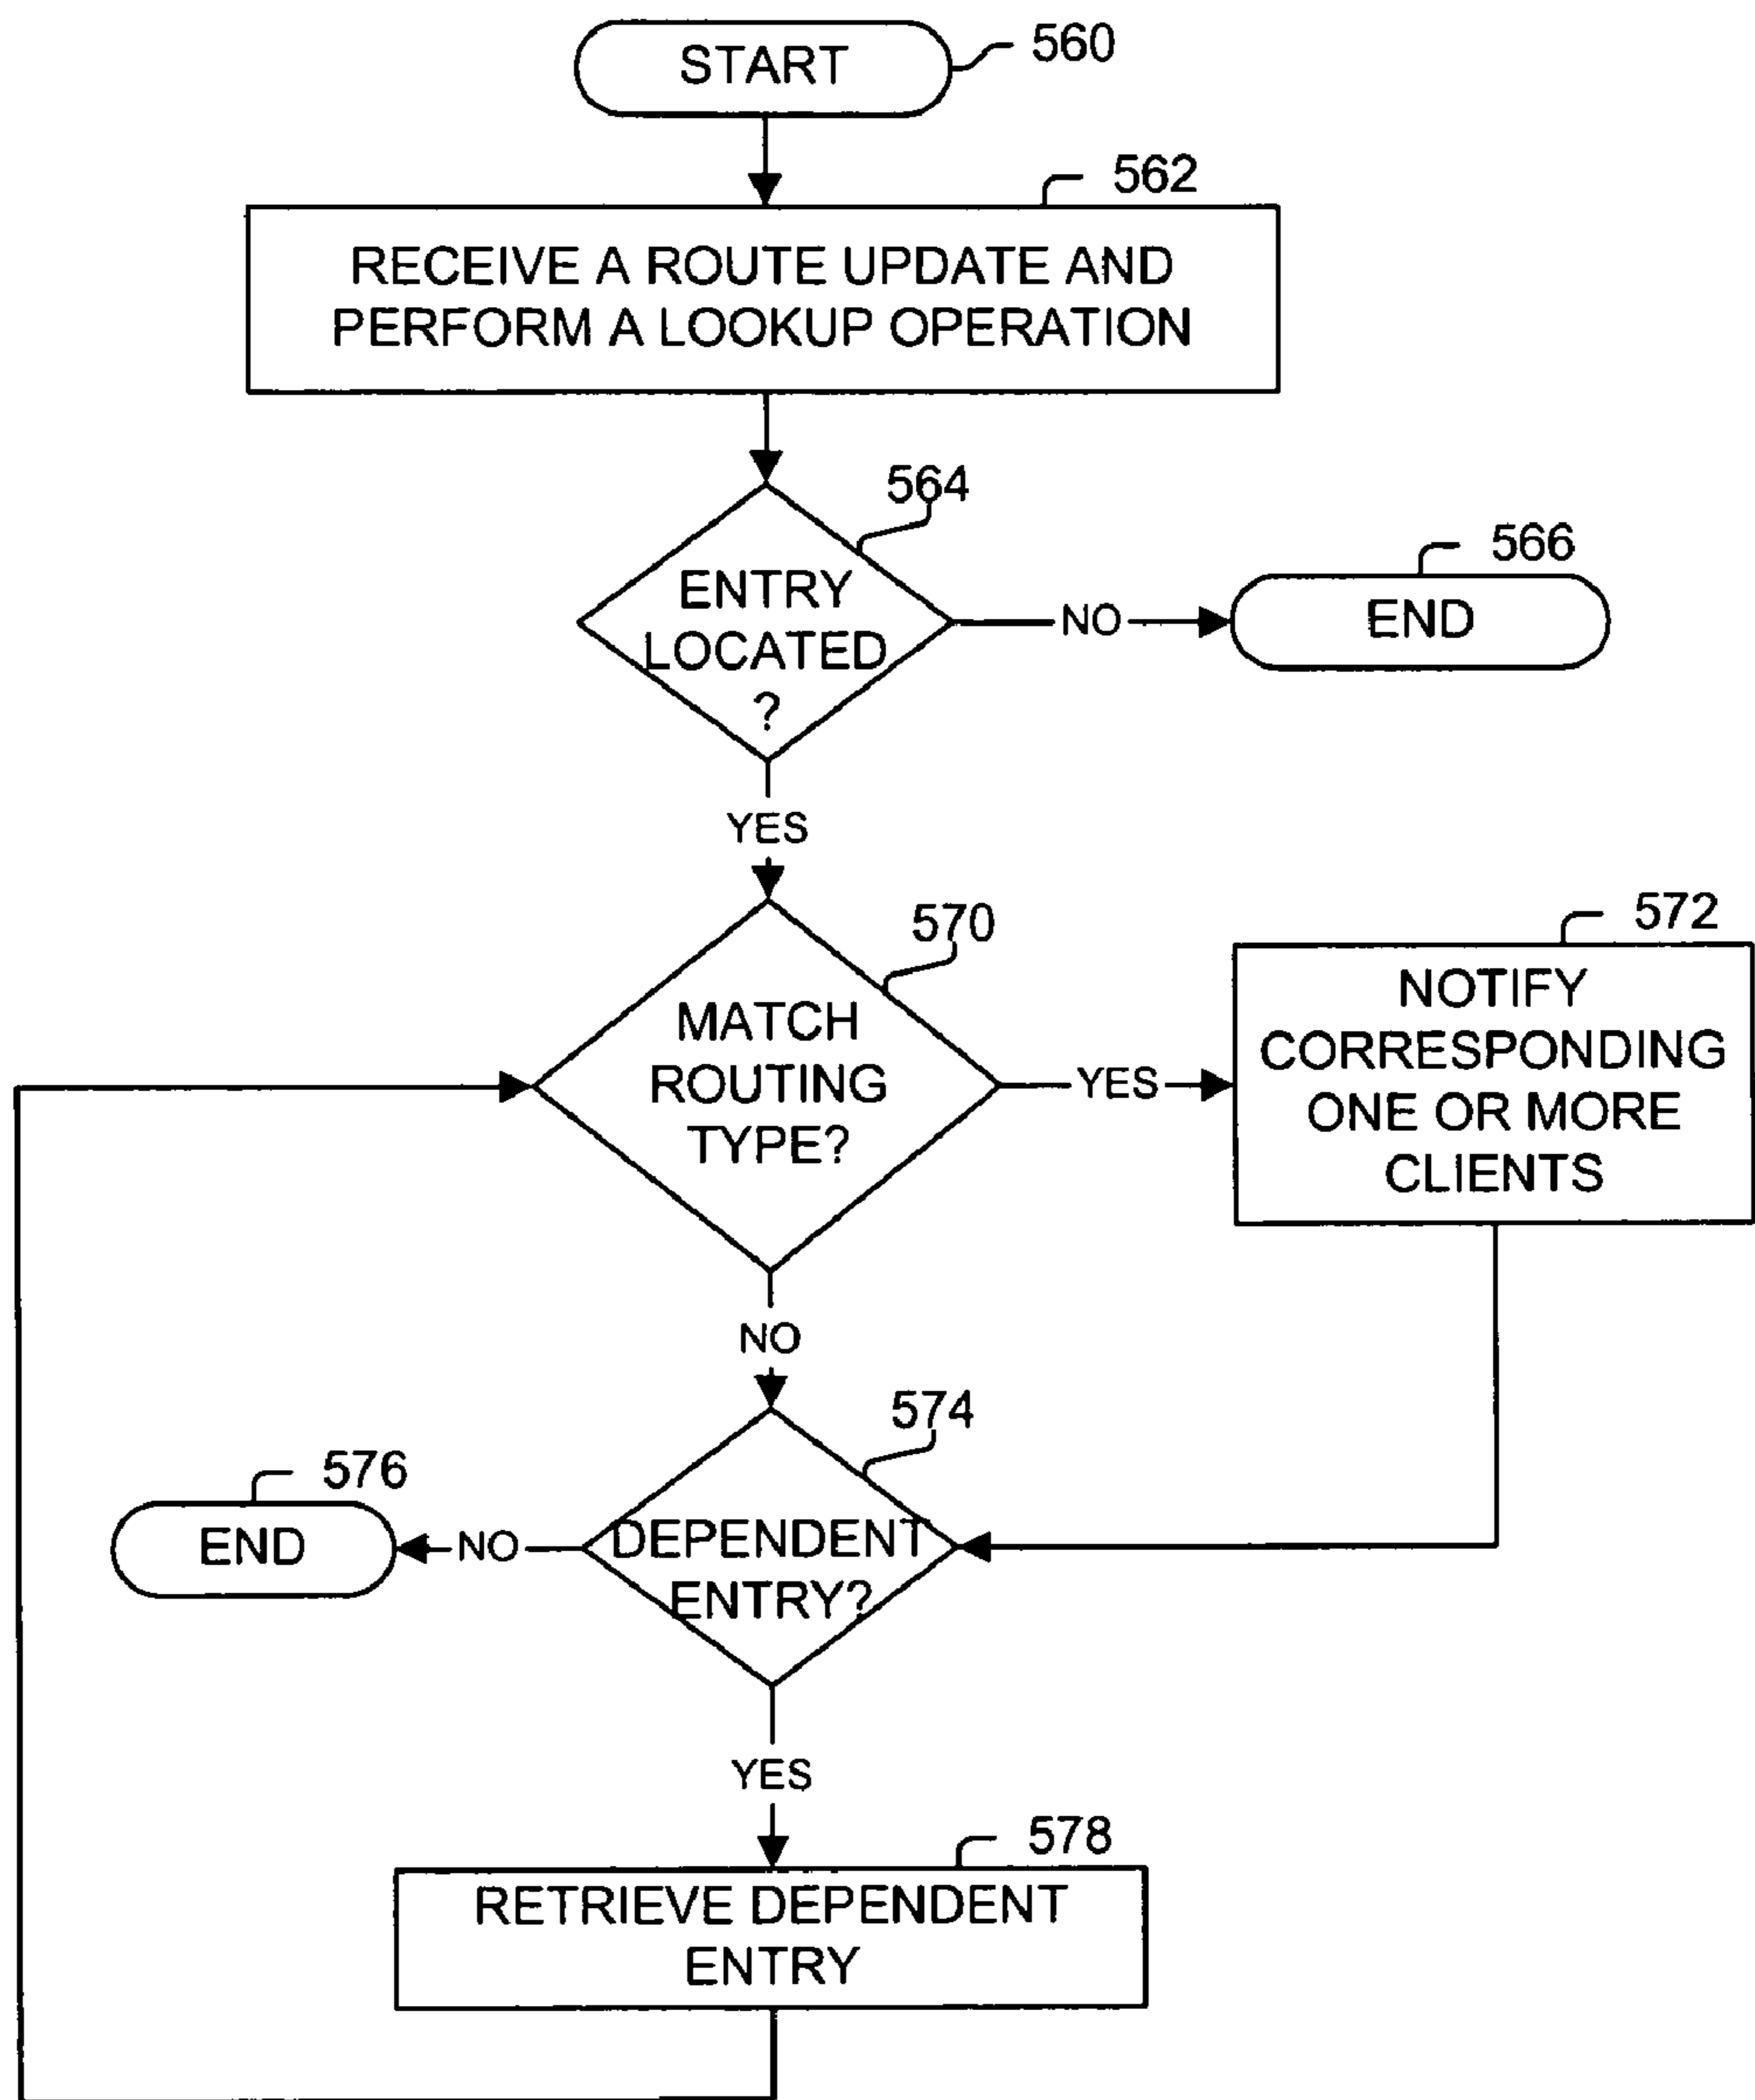 START
560
562
RECEIVE A ROUTE UPDATE AND
PERFORM A LOOKUP OPERATION
564
ENTRY
LOCATED
?
NO
566
END
YES
570
MATCH
ROUTING
TYPE?
YES
572
NOTIFY
CORRESPONDING
ONE OR MORE
CLIENTS
NO
574
DEPENDENT
ENTRY?
NO
576
END
YES
578
RETRIEVE DEPENDENT
ENTRY